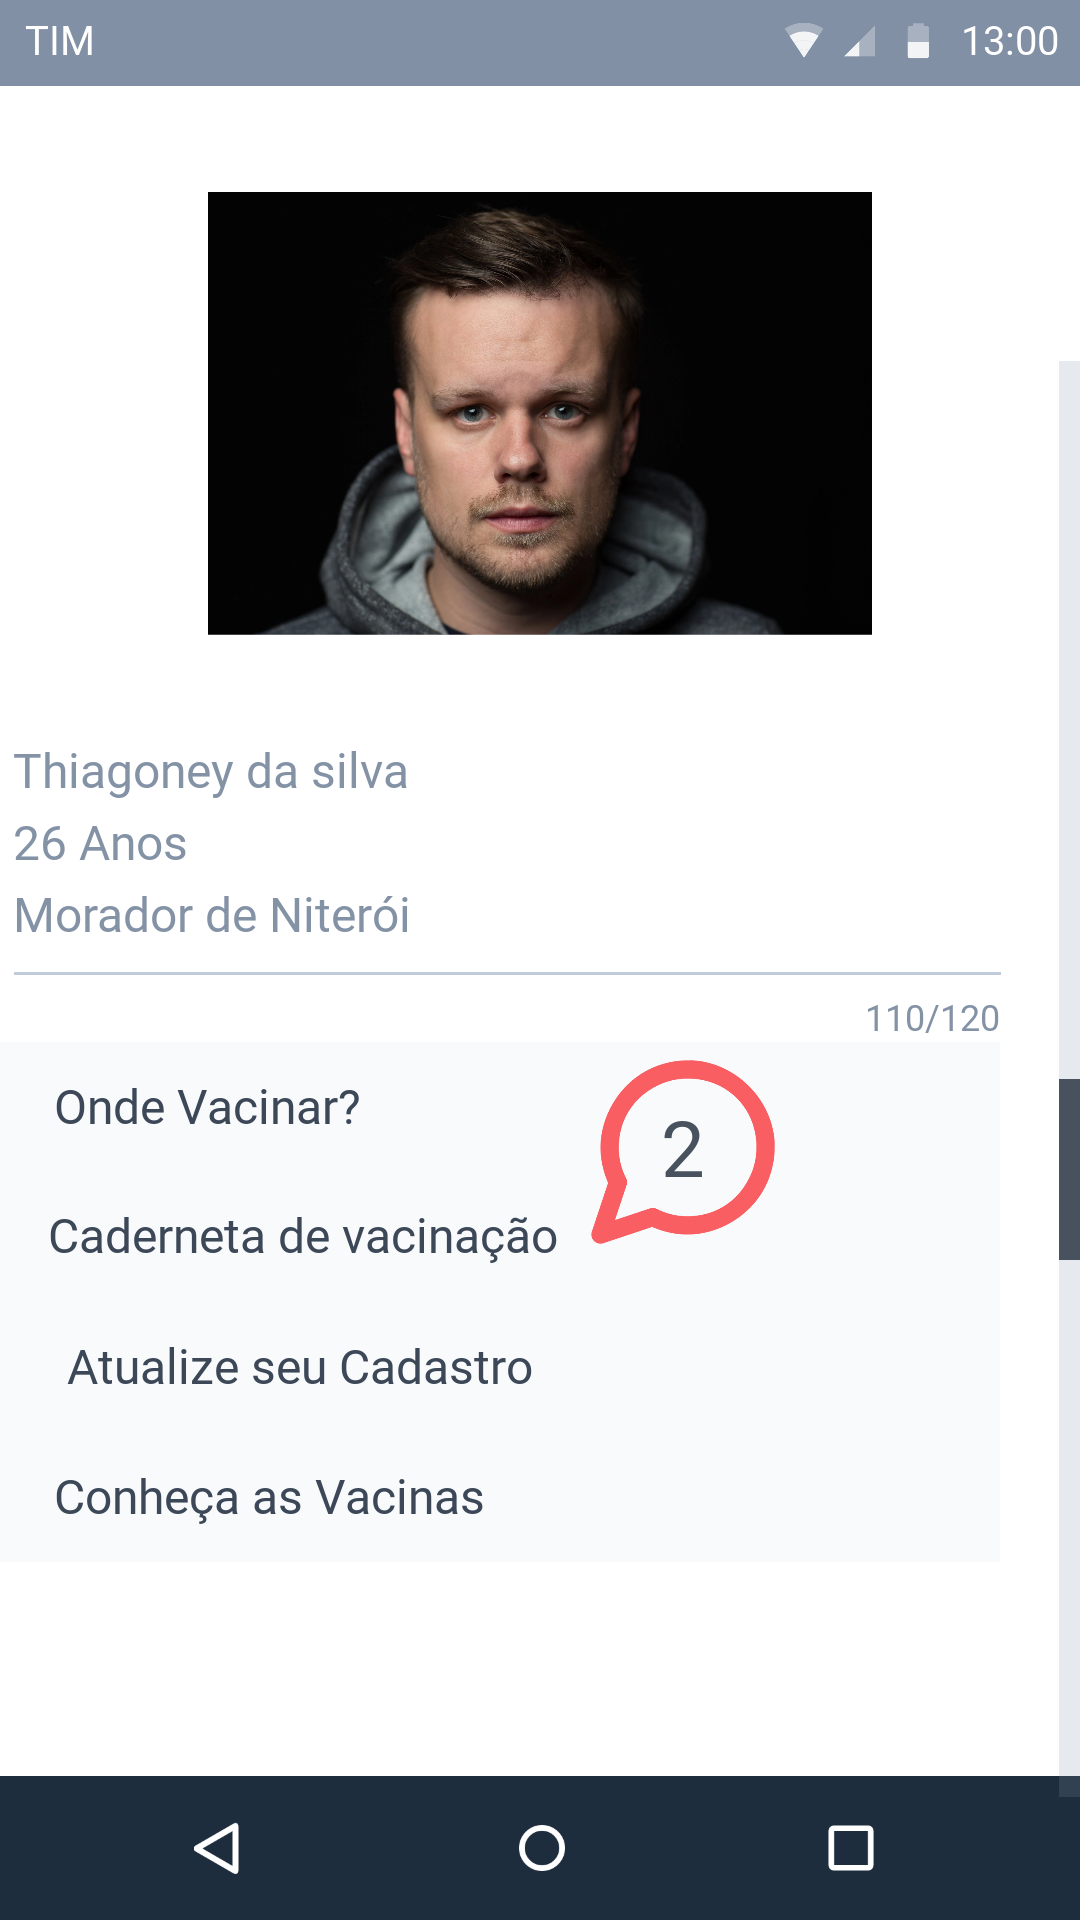 TIM 13:00
Thiagoney da silva
26 Anos
Morador de Niterói
110/120
Onde Vacinar?
2
Caderneta de vacinação
Atualize seu Cadastro
Conheça as Vacinas